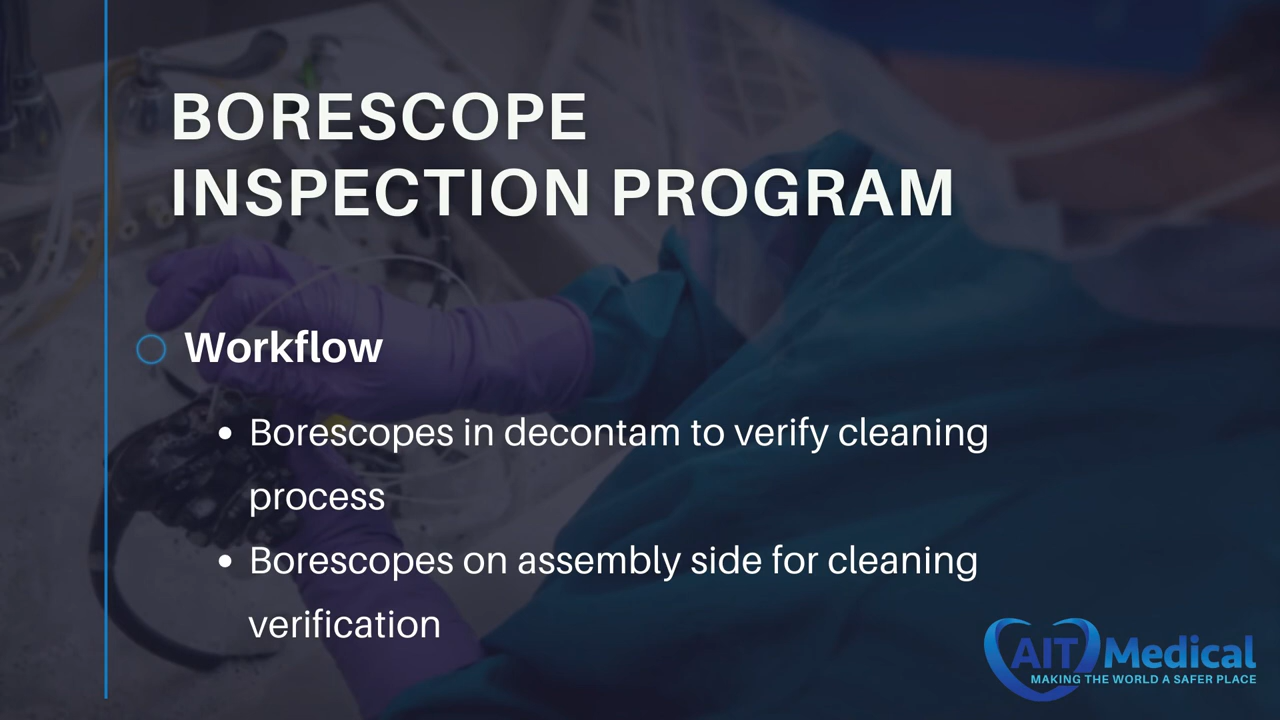 BORESCOPE
INSPECTION PROGRAM
Workflow
• Borescopes in decontam to verify cleaning
process
• Borescopes on assembly side for cleaning
verification
AIT Medical
MAKING THE WORLD A SAFER PLACE